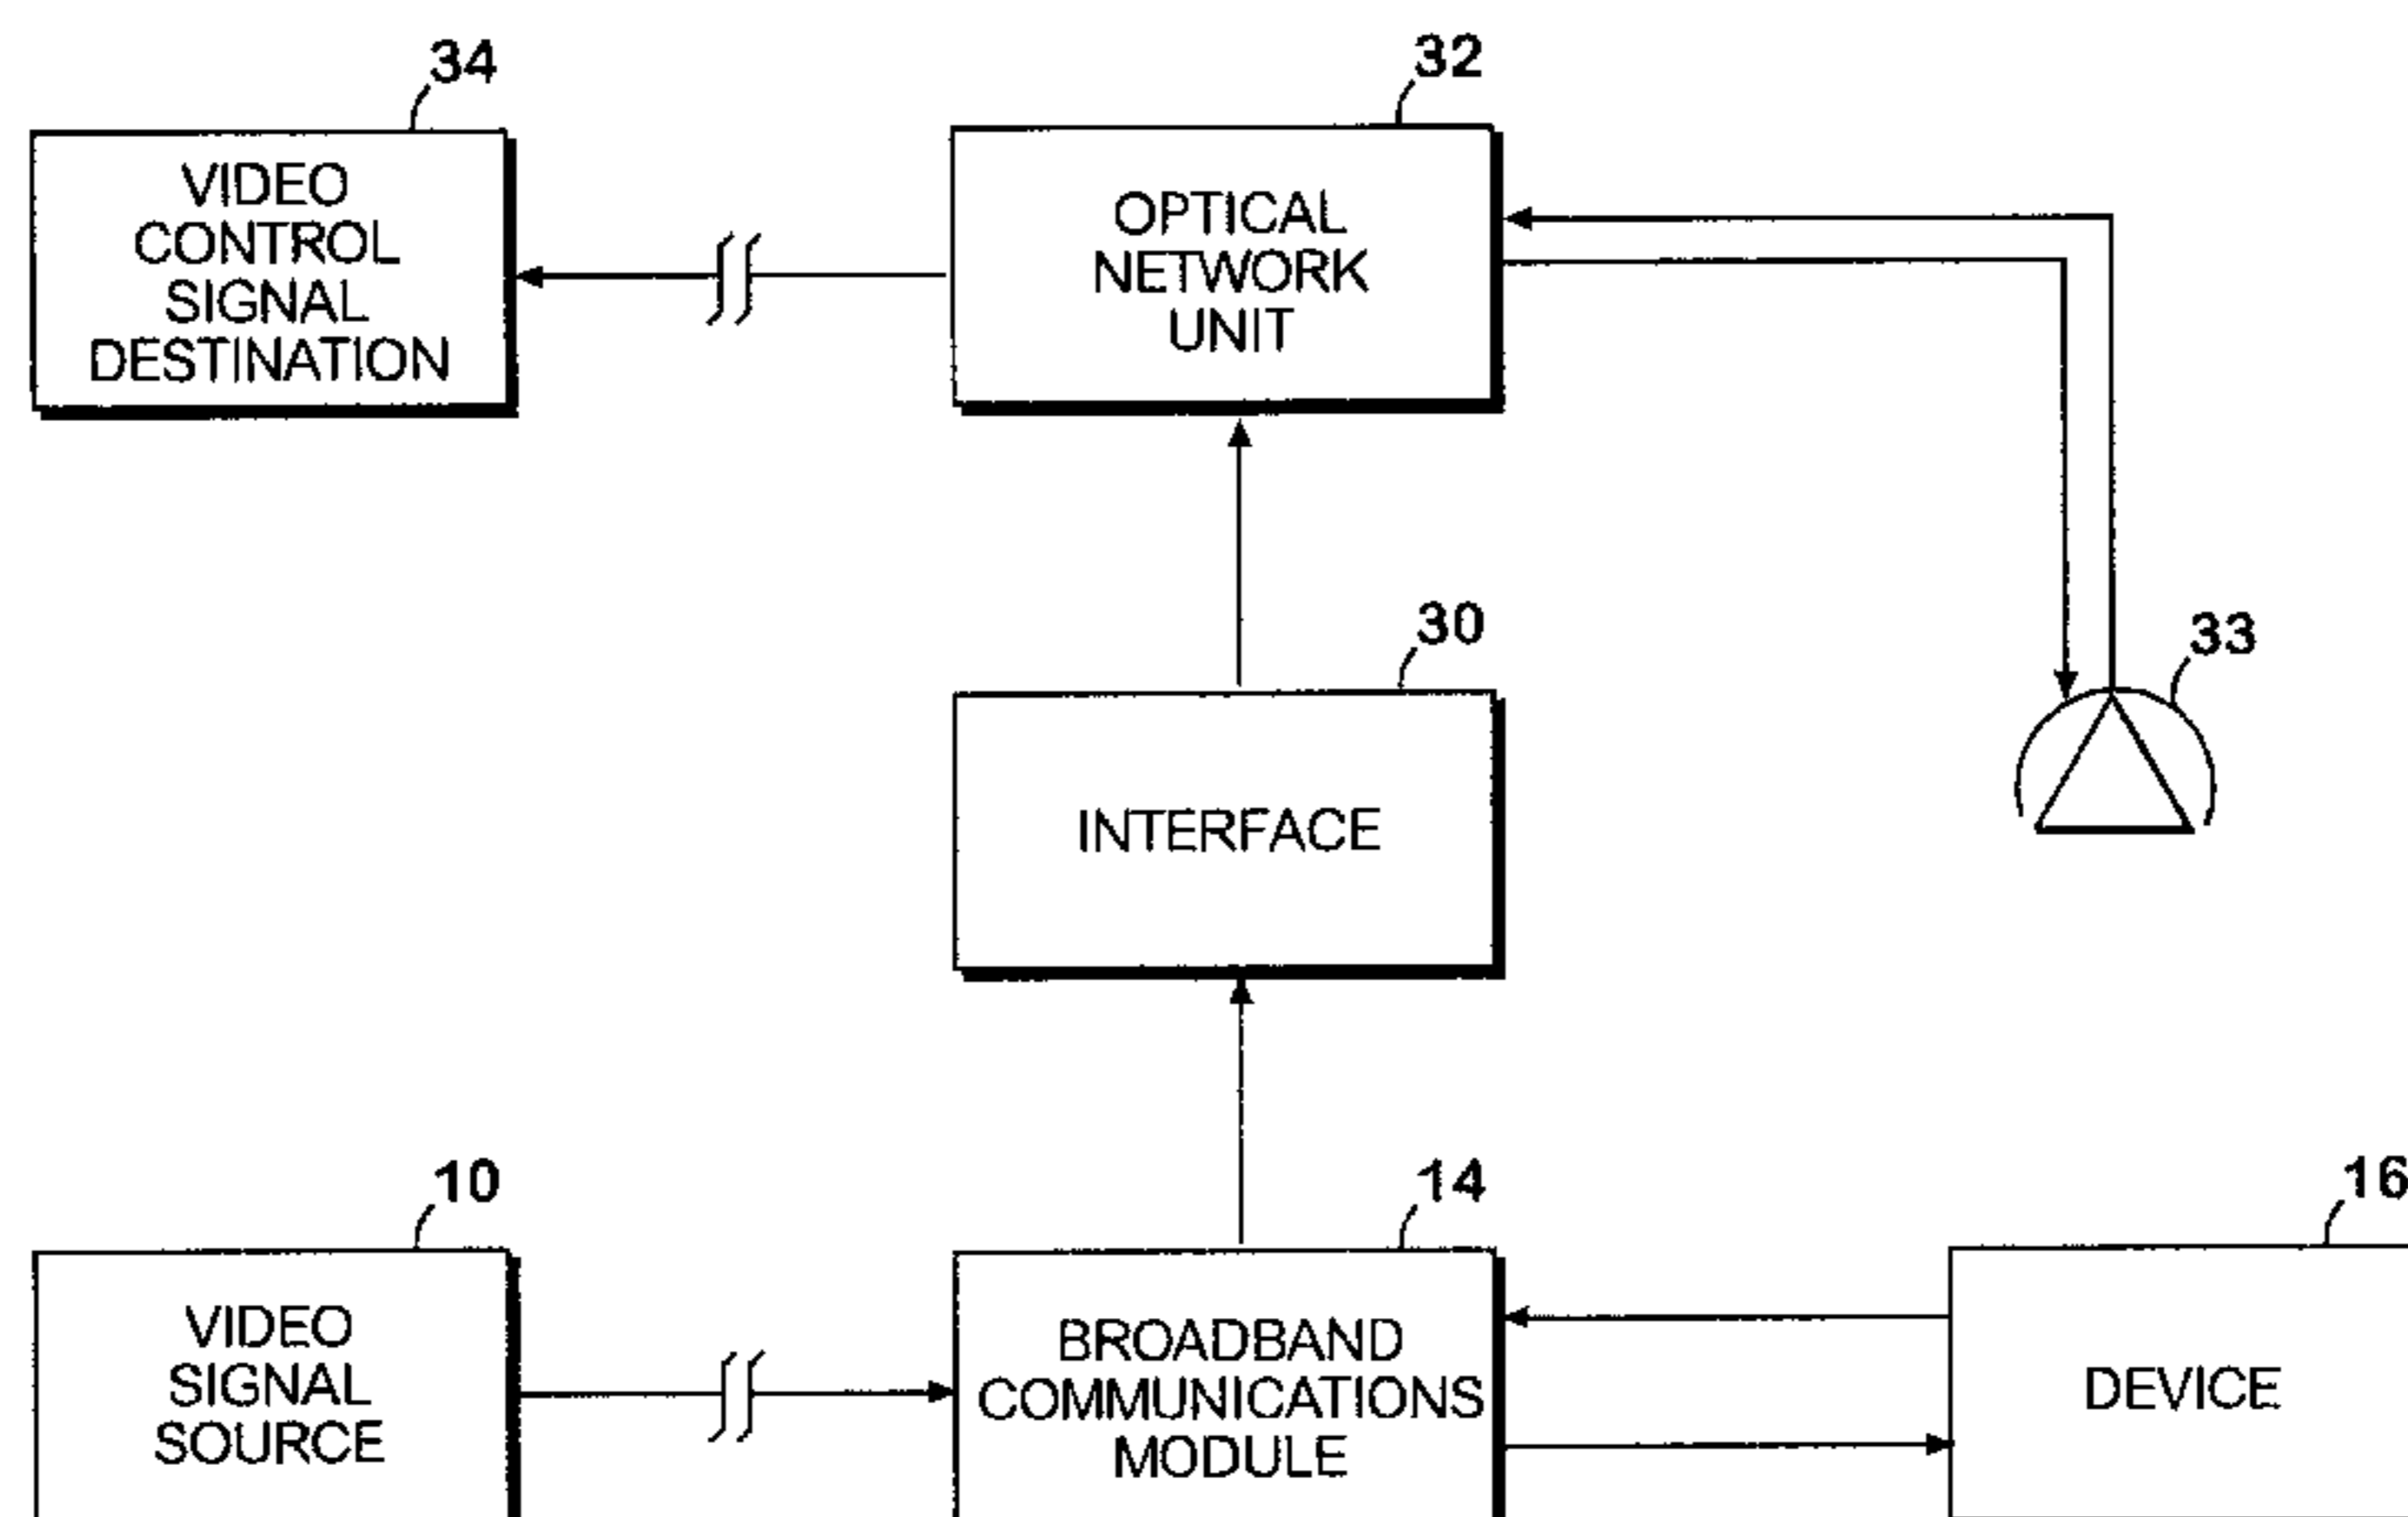 34
32
VIDEO
CONTROL
SIGNAL
DESTINATION
OPTICAL
NETWORK
UNIT
30
33
INTERFACE
10
14
16
VIDEO
SIGNAL
SOURCE
BROADBAND
COMMUNICATIONS
MODULE
DEVICE